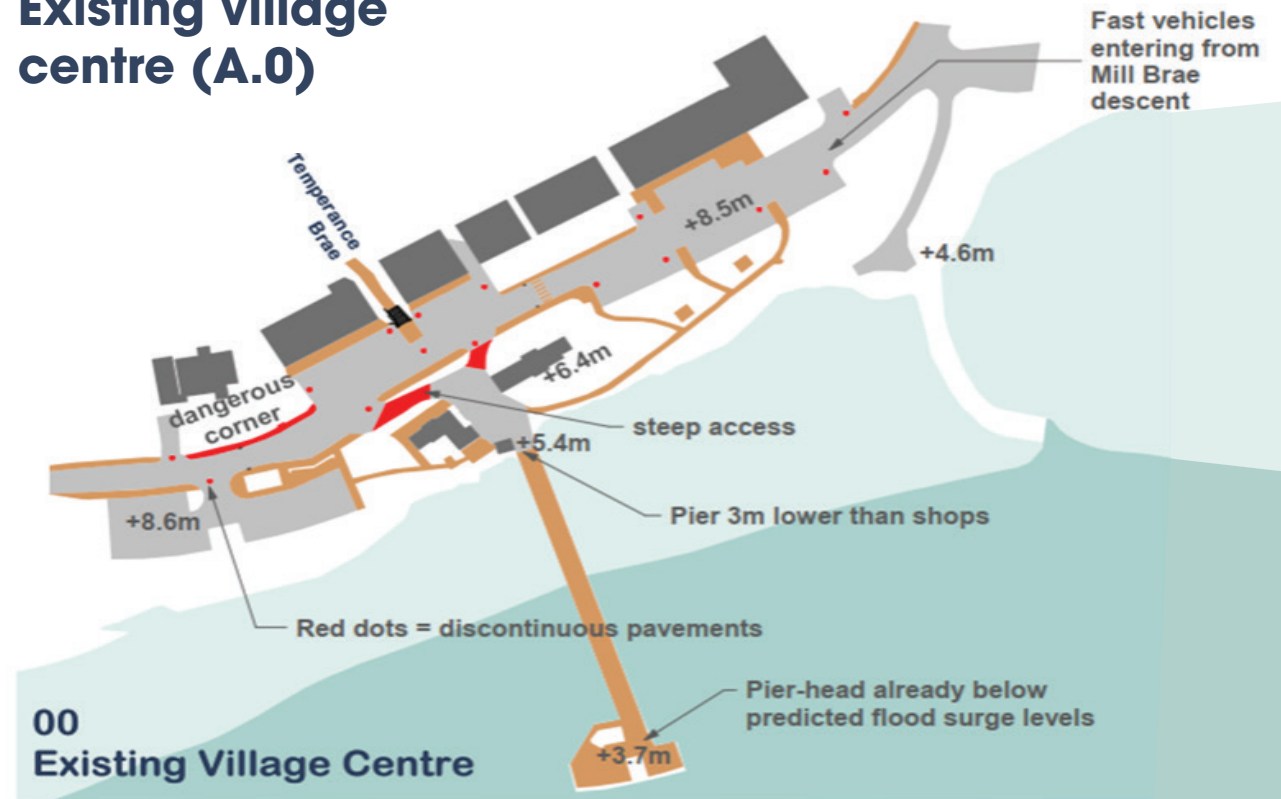 Existing village
centre (A.0)
Fast vehicles
entering from
Mill Brae
descent
Temperance
Brae
+8.5m
+4.6m
+6.4m
dangerous
corner
steep access
+5.4m
Pier 3m lower than shops
+8.6m
Red dots = discontinuous pavements
Pier-head already below
predicted flood surge levels
+3.7m
00
Existing Village Centre